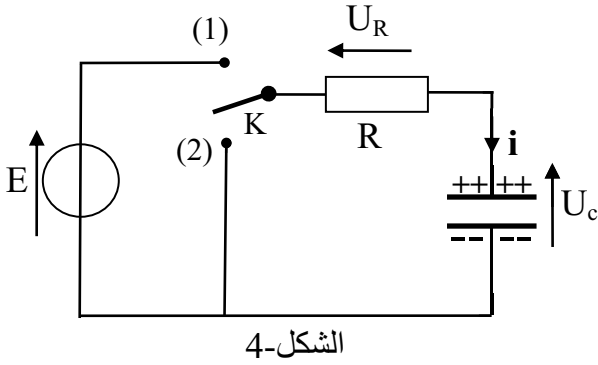 U_R
(1)
K
R
(2)
i
E
++ ++
U_c
-- --
الشكل-4